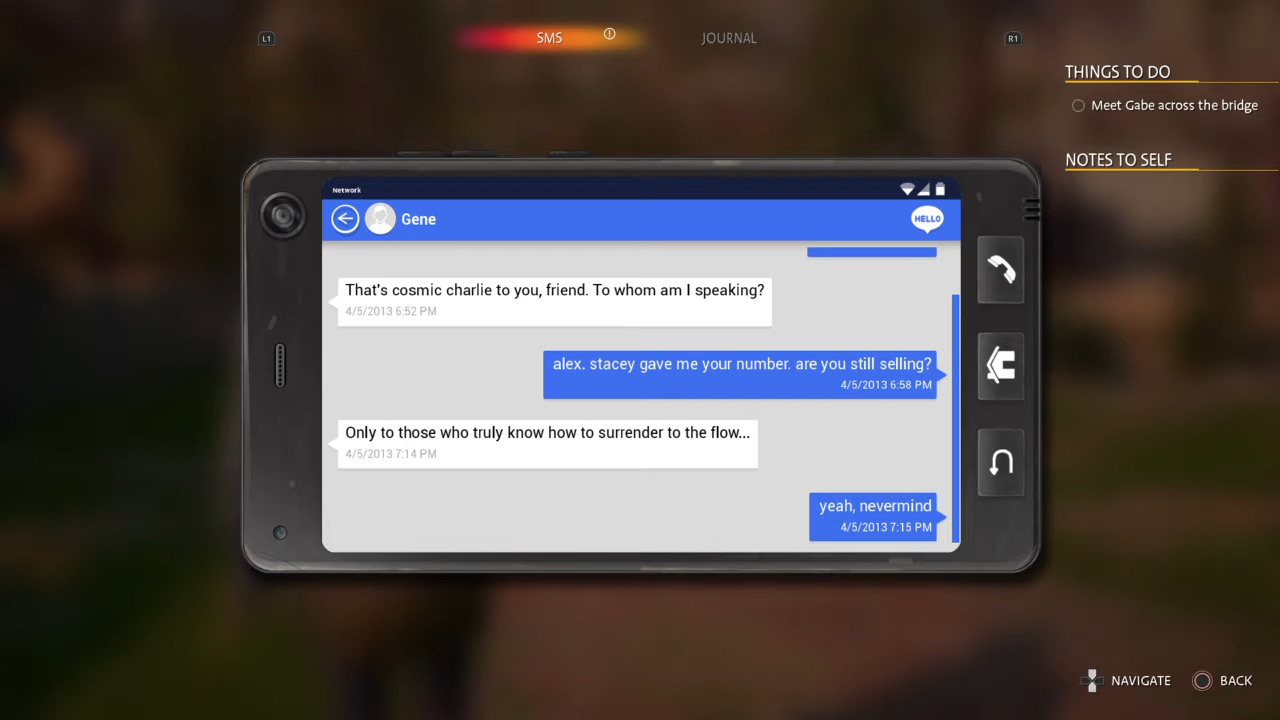 L1
SMS
JOURNAL
R1
THINGS TO DO
Meet Gabe across the bridge
NOTES TO SELF
Network
Gene
HELLO
That's cosmic charlie to you, friend. To whom am I speaking?
4/5/2013 6:52 PM
alex. stacey gave me your number. are you still selling?
4/5/2013 6:58 PM
Only to those who truly know how to surrender to the flow...
4/5/2013 7:14 PM
yeah, nevermind
4/5/2013 7:15 PM
NAVIGATE
BACK